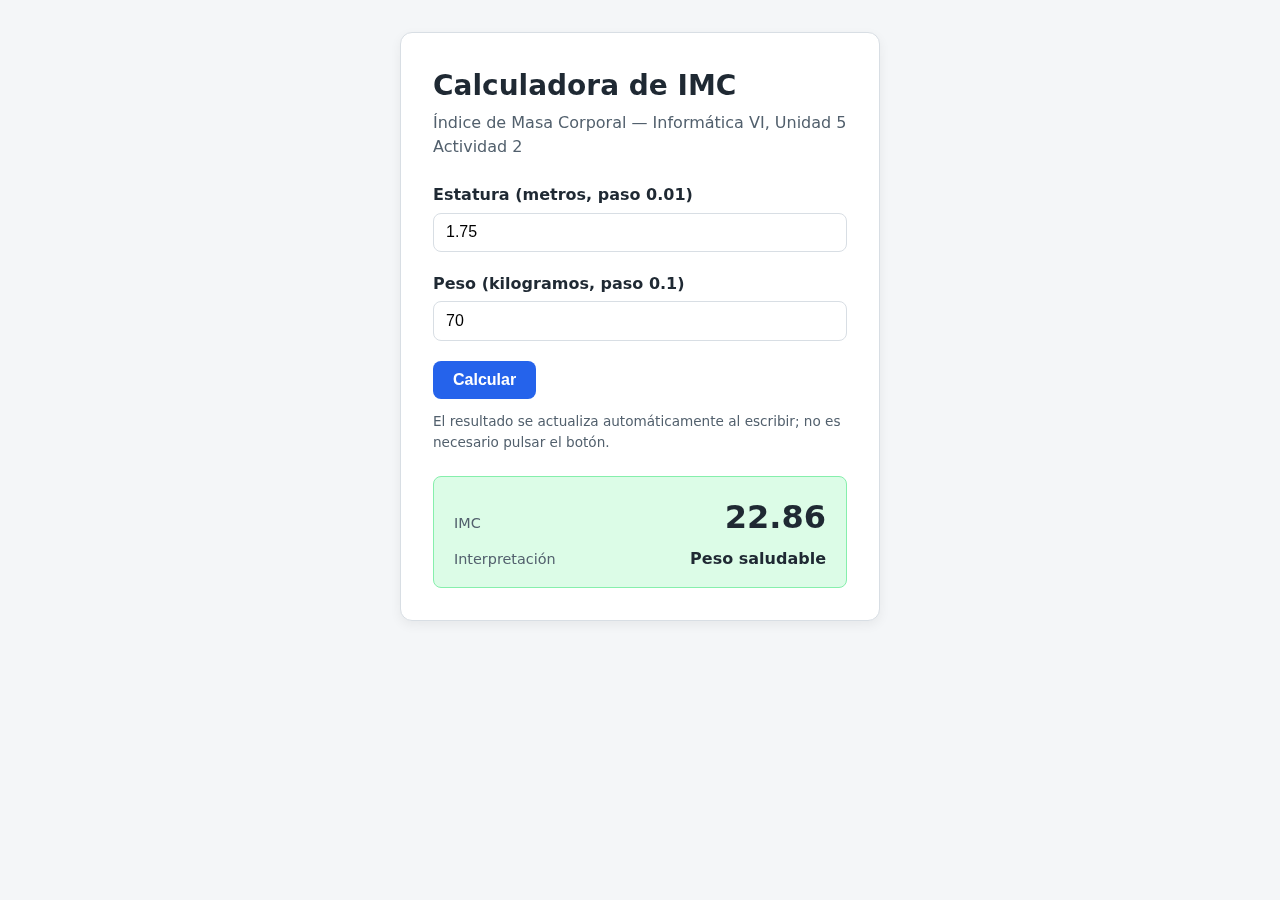 Calculadora de IMC
Índice de Masa Corporal — Informática VI, Unidad 5
Actividad 2
Estatura (metros, paso 0.01)
1.75
Peso (kilogramos, paso 0.1)
70
Calcular
El resultado se actualiza automáticamente al escribir; no es
necesario pulsar el botón.
IMC 22.86
Interpretación Peso saludable